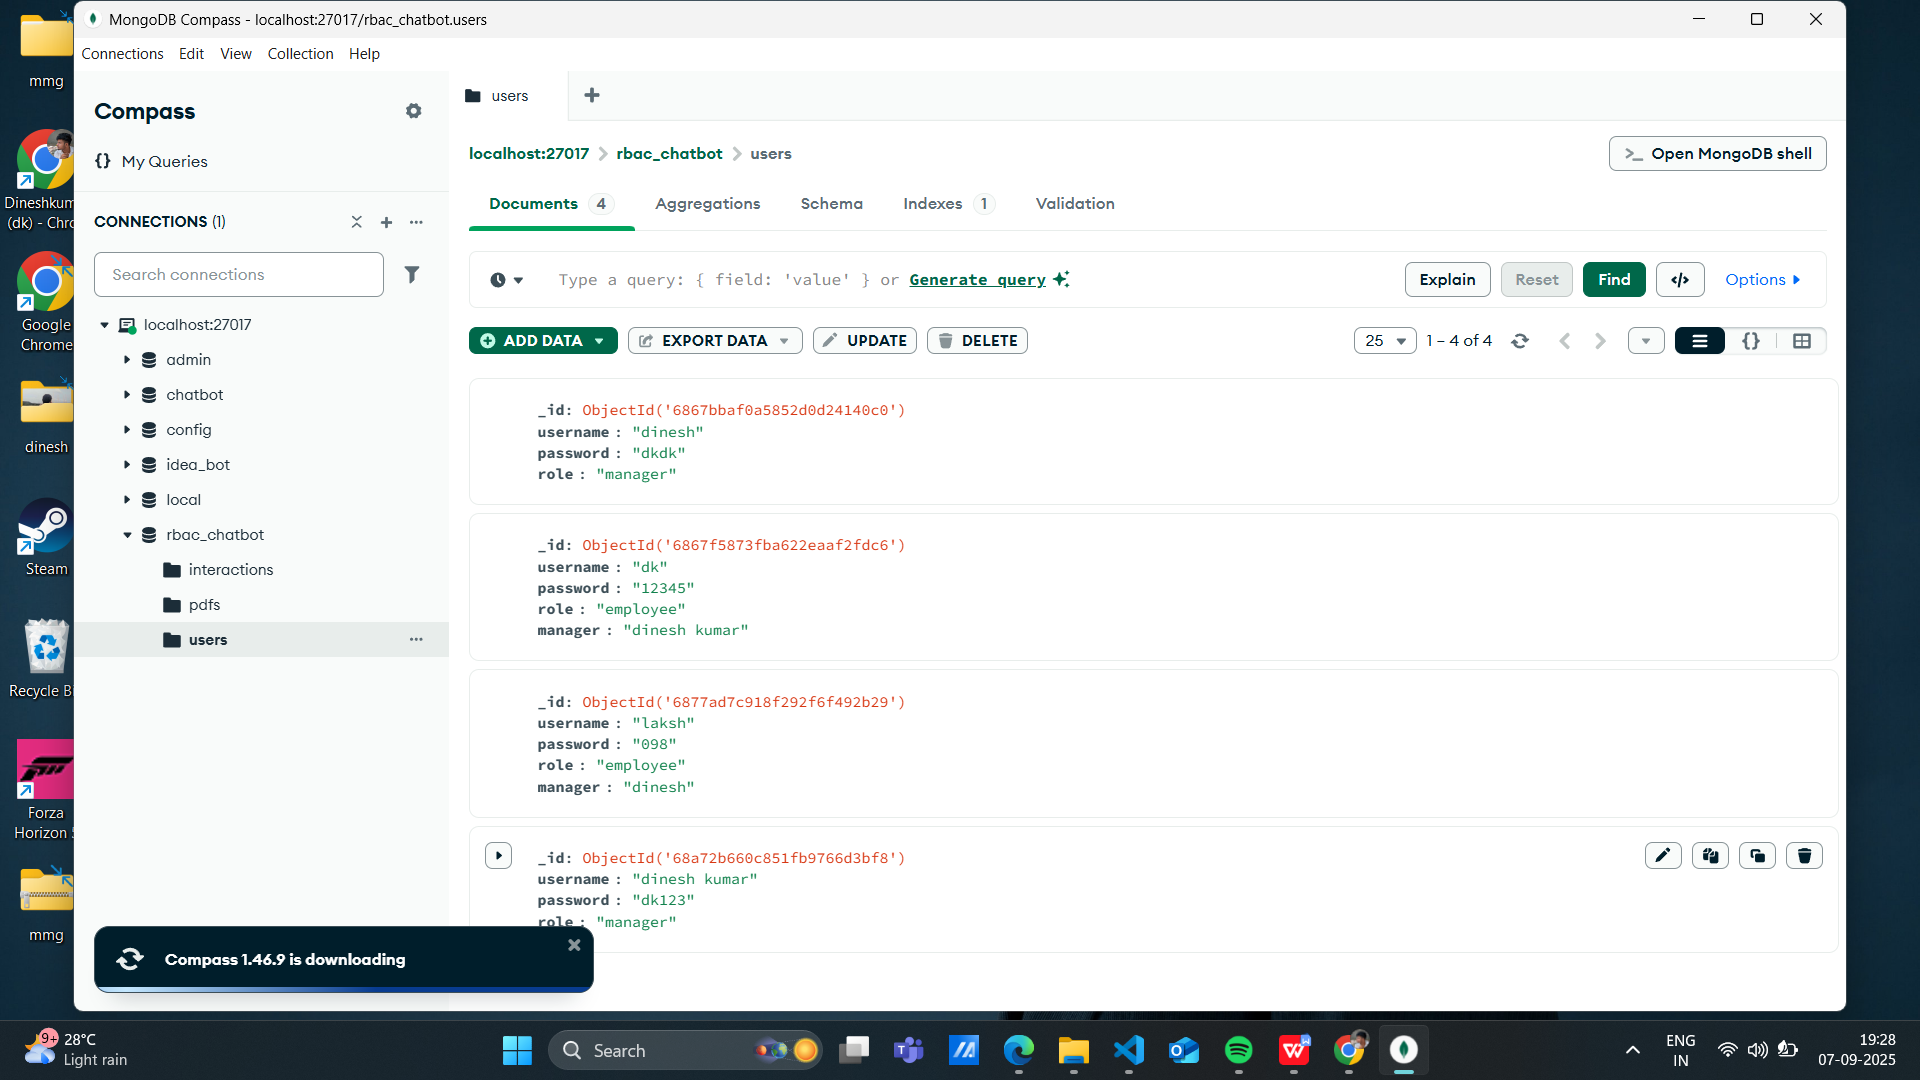 MongoDB Compass - localhost:27017/rbac_chatbot.users
Connections Edit View Collection Help
mmg
Dineshkum
(dk) - Chro
Google
Chrome
dinesh
Steam
Recycle Bi
Forza
Horizon 5
mmg
Compass
{} My Queries
CONNECTIONS (1)
Search connections
localhost:27017
admin
chatbot
config
idea_bot
local
rbac_chatbot
interactions
pdfs
users
users
localhost:27017 > rbac_chatbot > users
>_ Open MongoDB shell
Documents 4 Aggregations Schema Indexes 1 Validation
Type a query: { field: 'value' } or Generate query
Explain Reset Find </> Options
ADD DATA EXPORT DATA UPDATE DELETE
25 1 – 4 of 4 {}
_id: ObjectId('6867bbaf0a5852d0d24140c0')
username : "dinesh"
password : "dkdk"
role : "manager"
_id: ObjectId('6867f5873fba622eaaf2fdc6')
username : "dk"
password : "12345"
role : "employee"
manager : "dinesh kumar"
_id: ObjectId('6877ad7c918f292f6f492b29')
username : "laksh"
password : "098"
role : "employee"
manager : "dinesh"
_id: ObjectId('68a72b660c851fb9766d3bf8')
username : "dinesh kumar"
password : "dk123"
role : "manager"
Compass 1.46.9 is downloading
9+
28°C
Light rain
Search
ENG
IN
19:28
07-09-2025